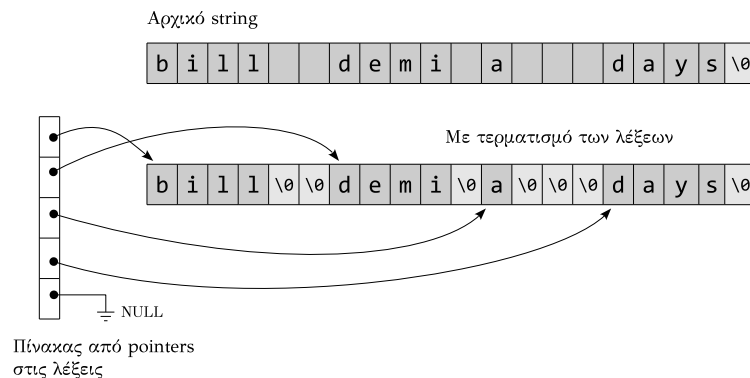 Αρχικό string
b i l l d e m i a d a y s \0
Με τερματισμό των λέξεων
b i l l \0 \0 d e m i \0 a \0 \0 \0 d a y s \0
NULL
Πίνακας από pointers
στις λέξεις